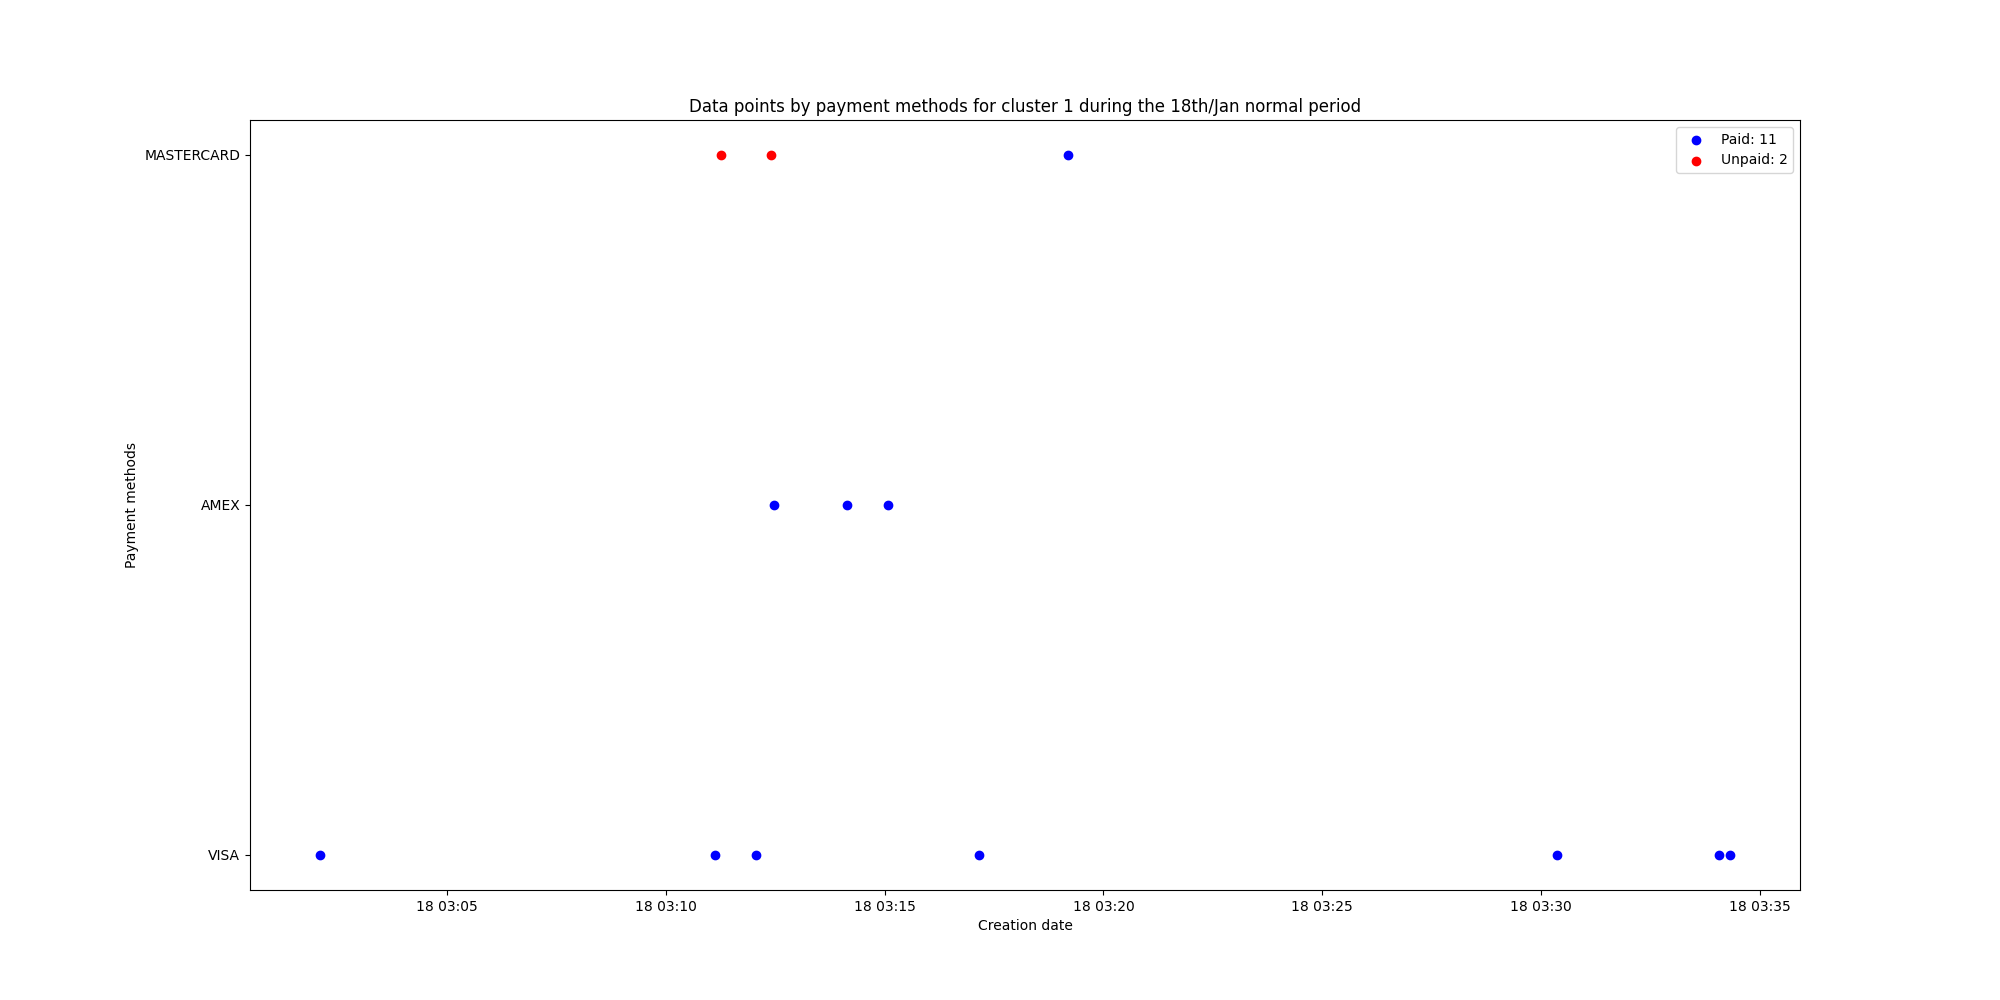 Data points by payment methods for cluster 1 during the 18th/Jan normal period
Paid: 11
Unpaid: 2
MASTERCARD
AMEX
VISA
Payment methods
18 03:05
18 03:10
18 03:15
18 03:20
18 03:25
18 03:30
18 03:35
Creation date